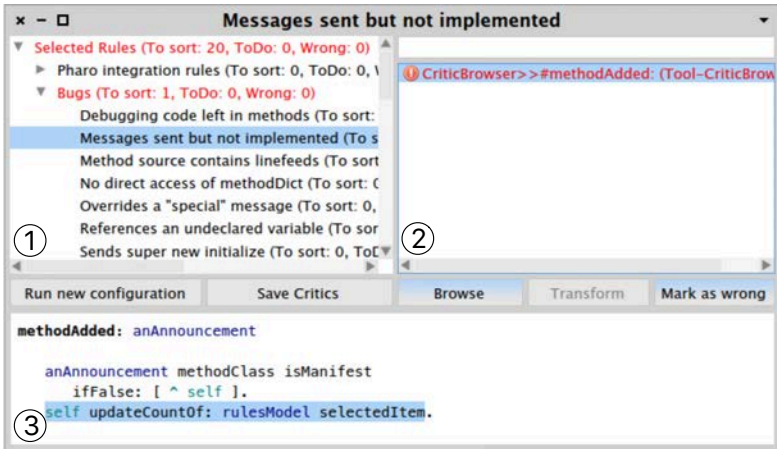 Messages sent but not implemented
Selected Rules (To sort: 20, ToDo: 0, Wrong: 0)
Pharo integration rules (To sort: 0, ToDo: 0,
Bugs (To sort: 1, ToDo: 0, Wrong: 0)
Debugging code left in methods (To sort:
Messages sent but not implemented (To s
Method source contains linefeeds (To sort
No direct access of methodDict (To sort: 0
Overrides a "special" message (To sort: 0,
References an undeclared variable (To sor
Sends super new initialize (To sort: 0, ToD
1
CriticBrowser>>#methodAdded: (Tool-CriticBrow
2
Run new configuration
Save Critics
Browse
Transform
Mark as wrong
methodAdded: anAnnouncement
anAnnouncement methodClass isManifest
ifFalse: [ ^ self ].
self updateCountOf: rulesModel selectedItem.
3